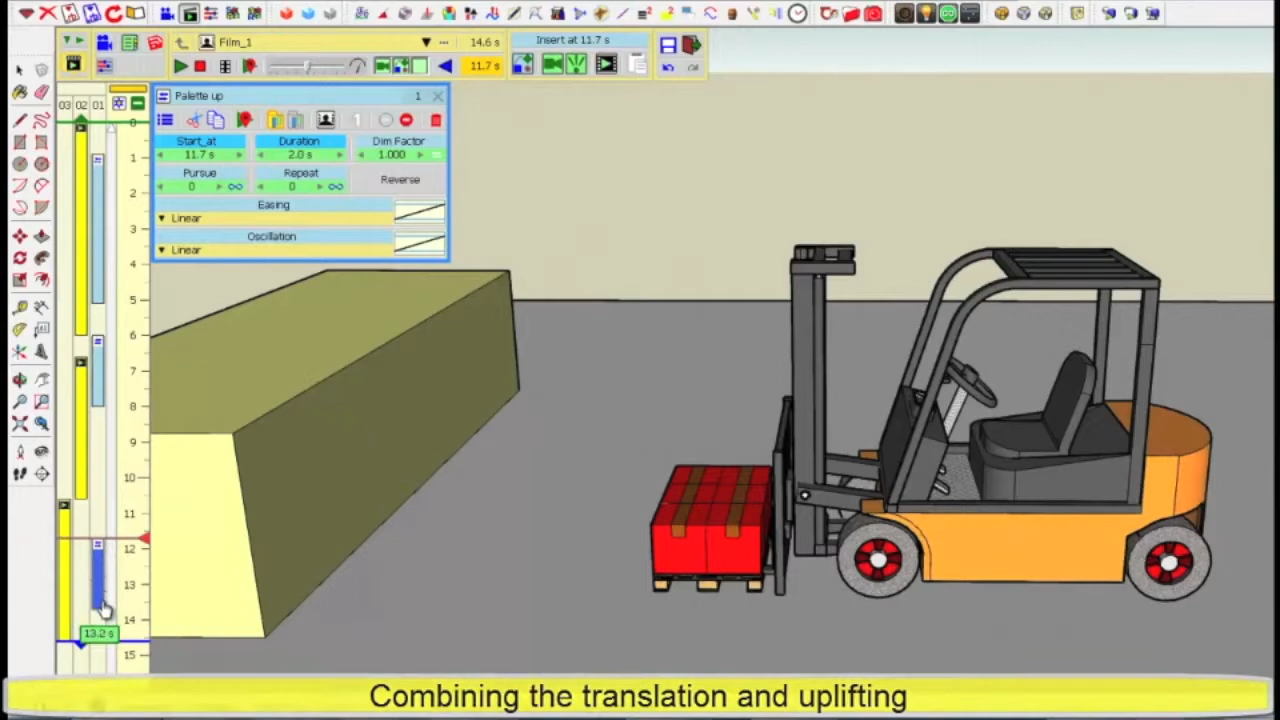 Film_1
14.6 s
Insert at 11.7 s
11.7 s
Palette up
1
03 02 01
1
Start_at
Duration
Dim Factor
11.7 s
2.0 s
1.000
Pursue
Repeat
Reverse
0
0
Easing
Linear
Oscillation
Linear
0
1
2
3
4
5
6
7
8
9
10
11
12
13
14
15
13.2 s
Combining the translation and uplifting